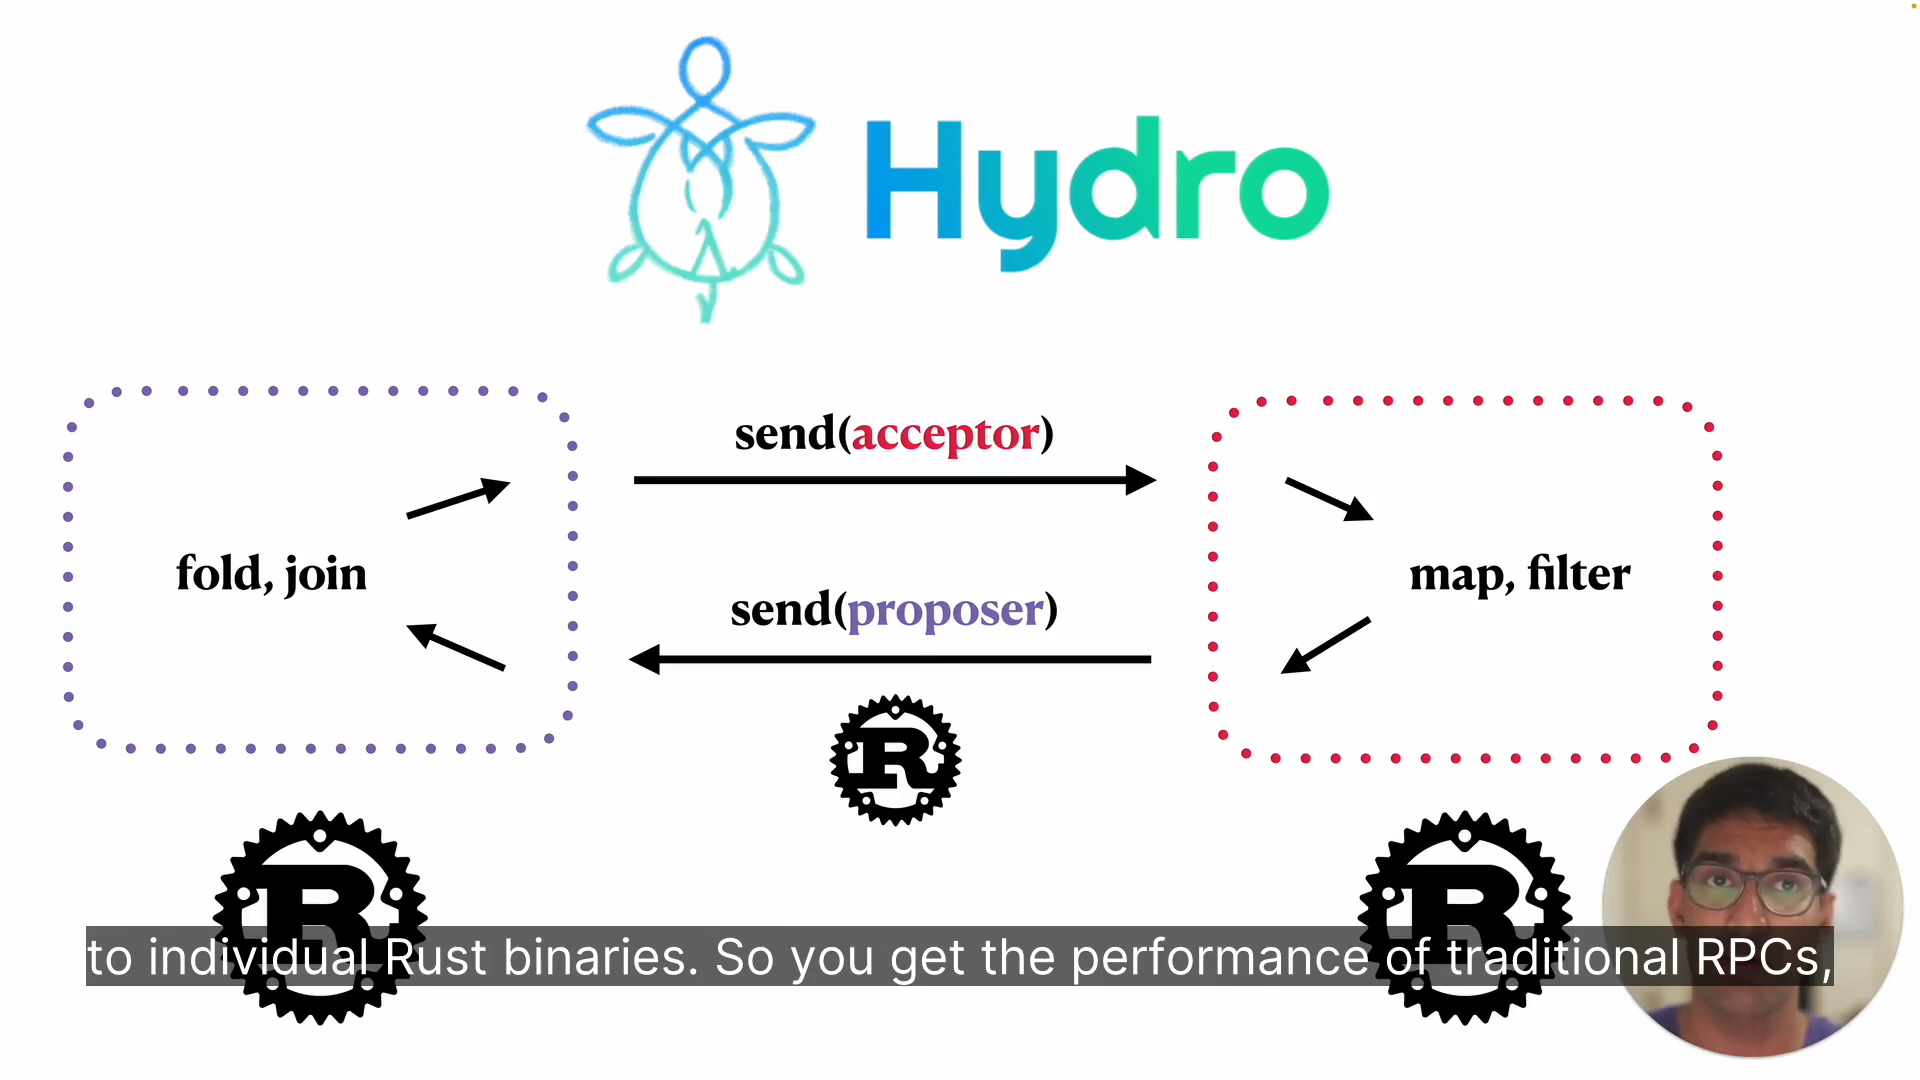 Hydro
send(acceptor)
fold, join
map, filter
send(proposer)
R
R
R
to individual Rust binaries. So you get the performance of traditional RPCs,